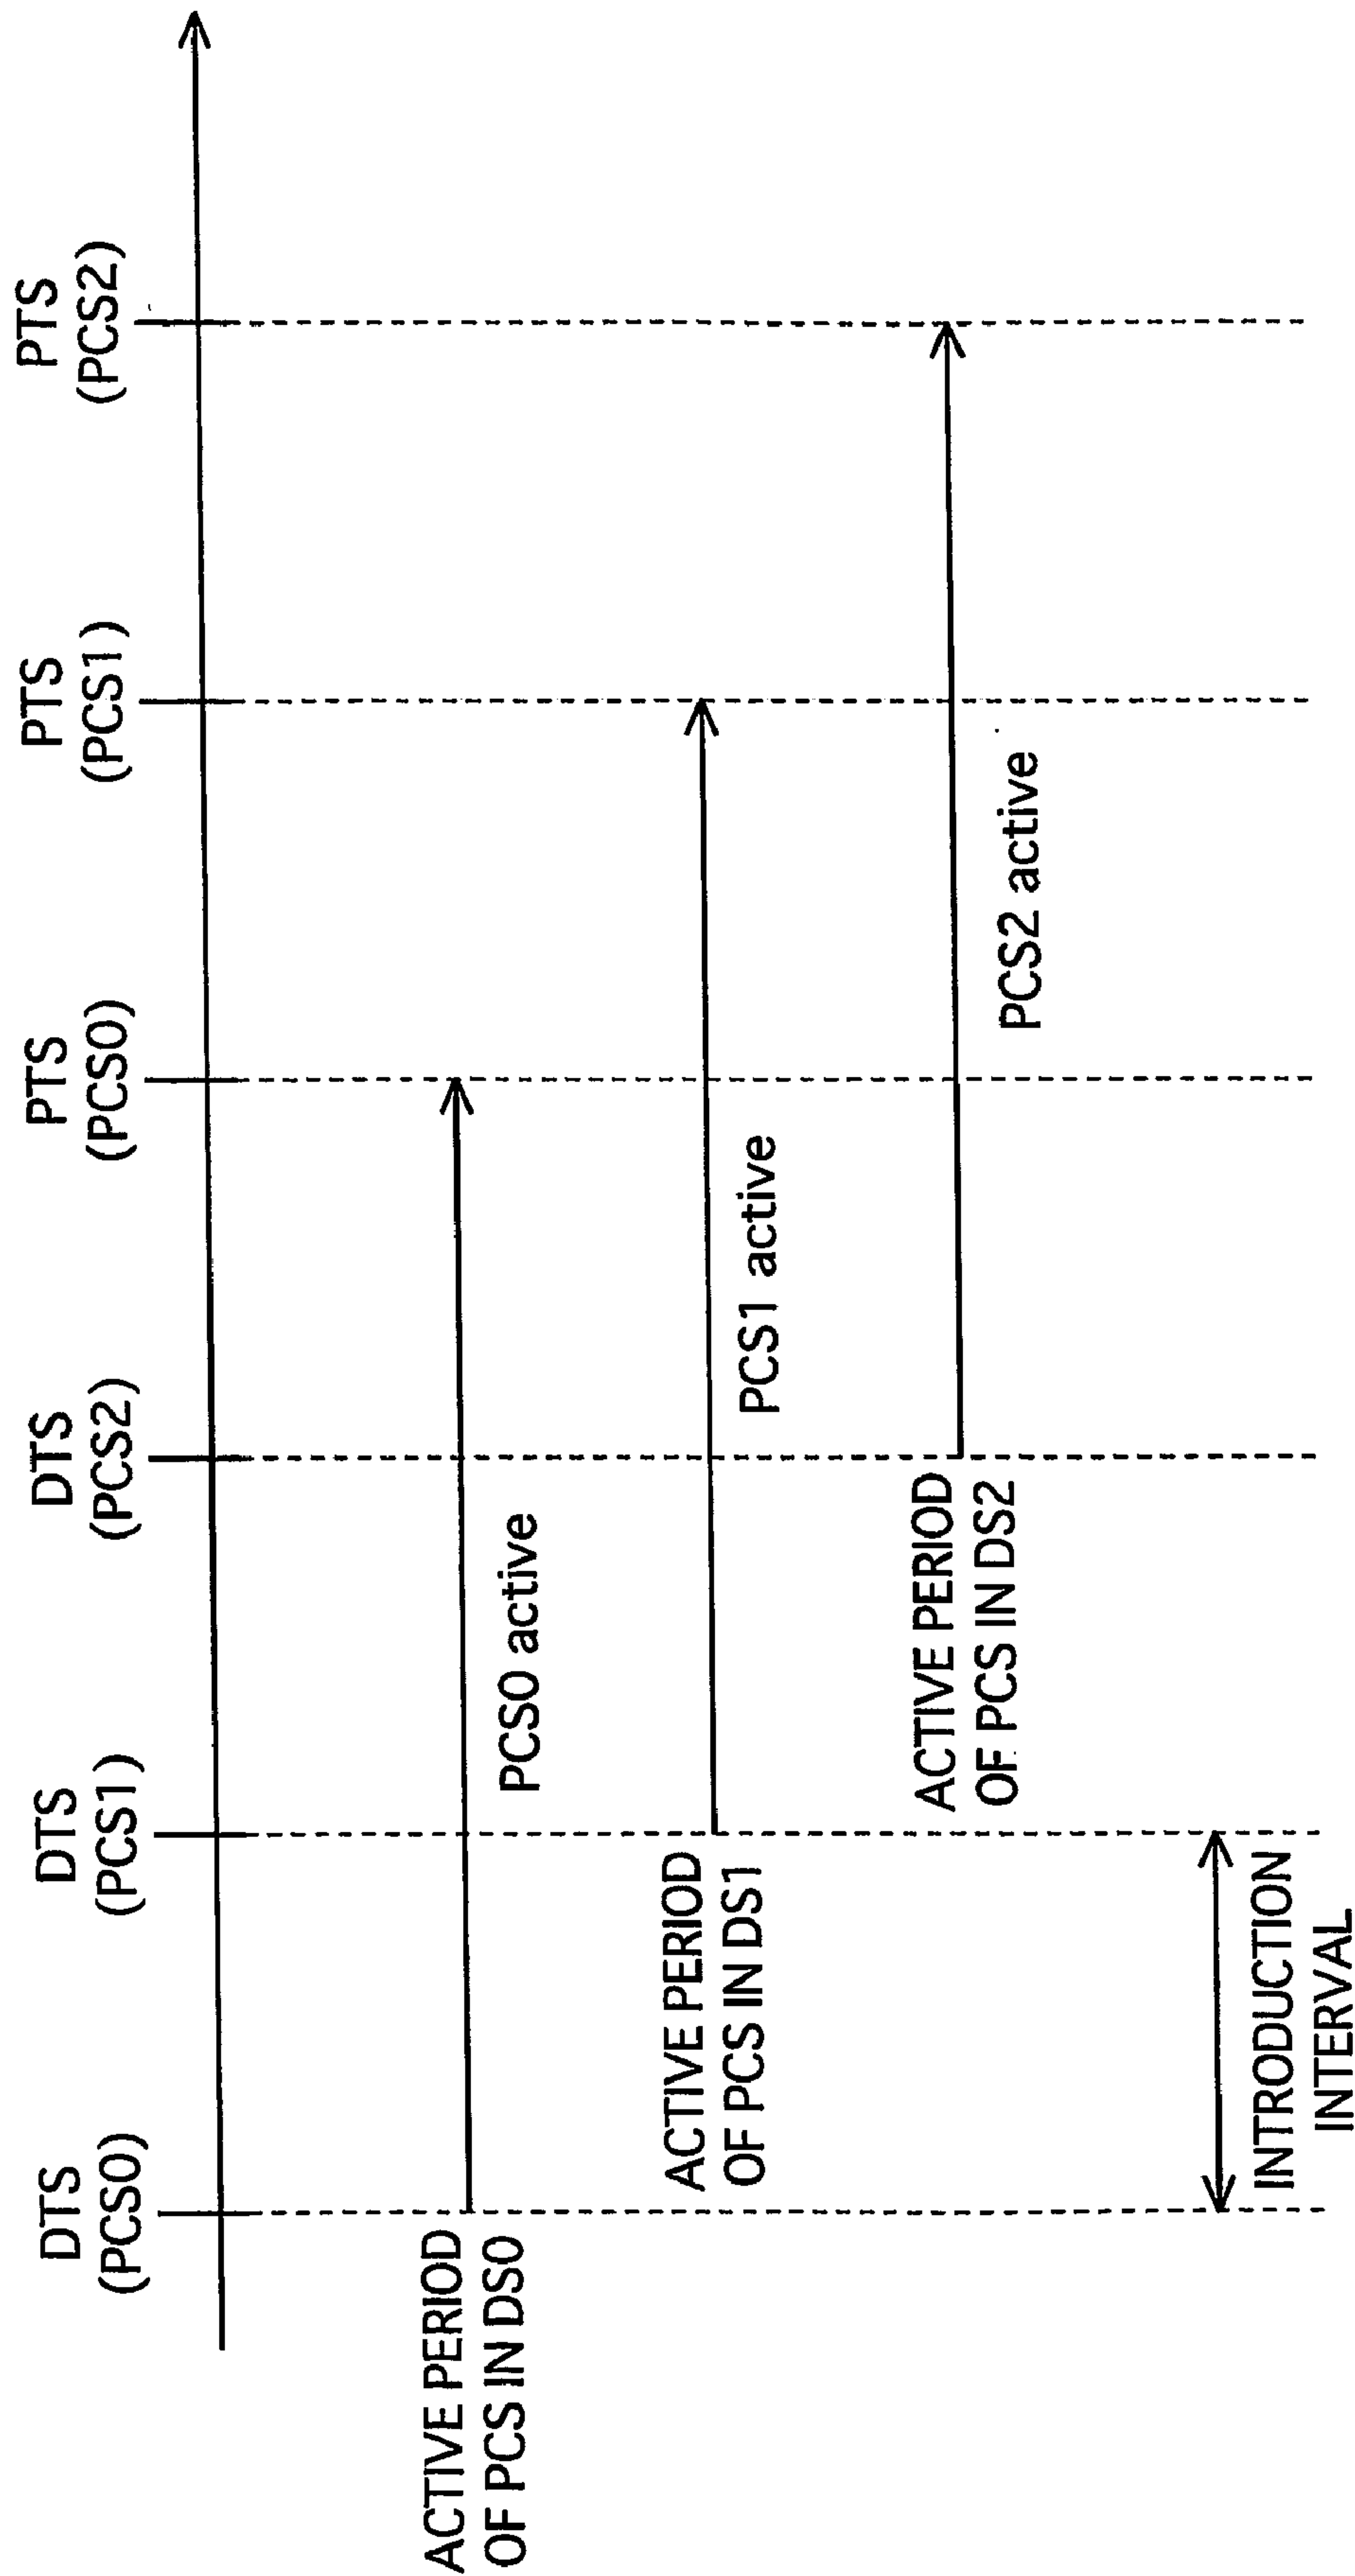 DTS
(PCS0)
DTS
(PCS1)
DTS
(PCS2)
PTS
(PCS0)
PTS
(PCS1)
PTS
(PCS2)
ACTIVE PERIOD
OF PCS IN DS0
PCS0 active
ACTIVE PERIOD
OF PCS IN DS1
PCS1 active
ACTIVE PERIOD
OF PCS IN DS2
PCS2 active
INTRODUCTION
INTERVAL